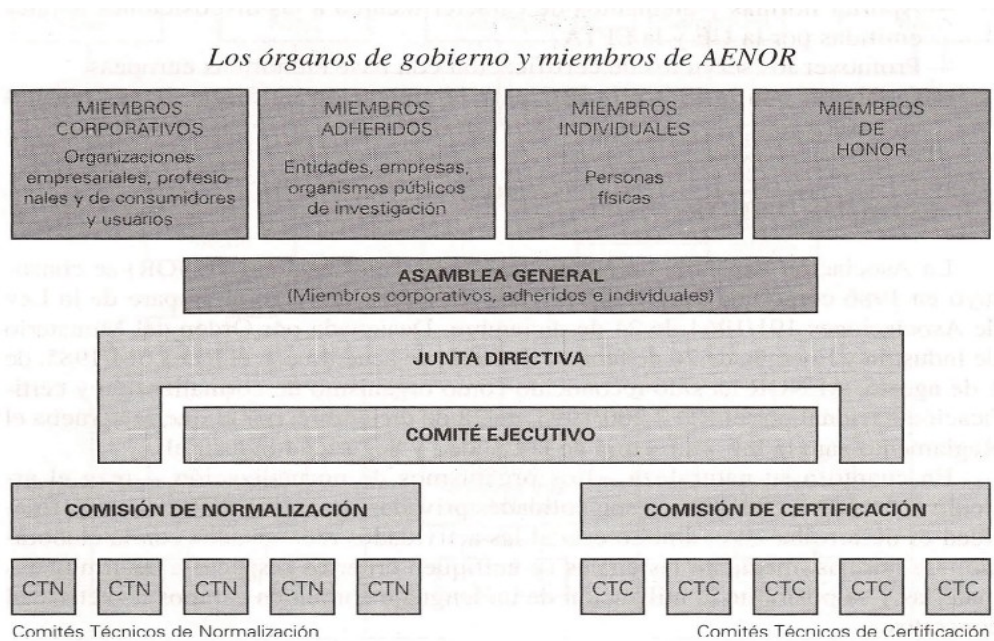 Los órganos de gobierno y miembros de AENOR
MIEMBROS
CORPORATIVOS
Organizaciones
empresariales, profesio-
nales y de consumidores
y usuarios
MIEMBROS
ADHERIDOS
Entidades, empresas,
organismos públicos
de investigación
MIEMBROS
INDIVIDUALES
Personas
físicas
MIEMBROS
DE
HONOR
ASAMBLEA GENERAL
(Miembros corporativos, adheridos e individuales)
JUNTA DIRECTIVA
COMITÉ EJECUTIVO
COMISIÓN DE NORMALIZACIÓN
COMISIÓN DE CERTIFICACIÓN
CTN CTN CTN CTN CTN
CTC CTC CTC CTC CTC
Comités Técnicos de Normalización
Comités Técnicos de Certificación